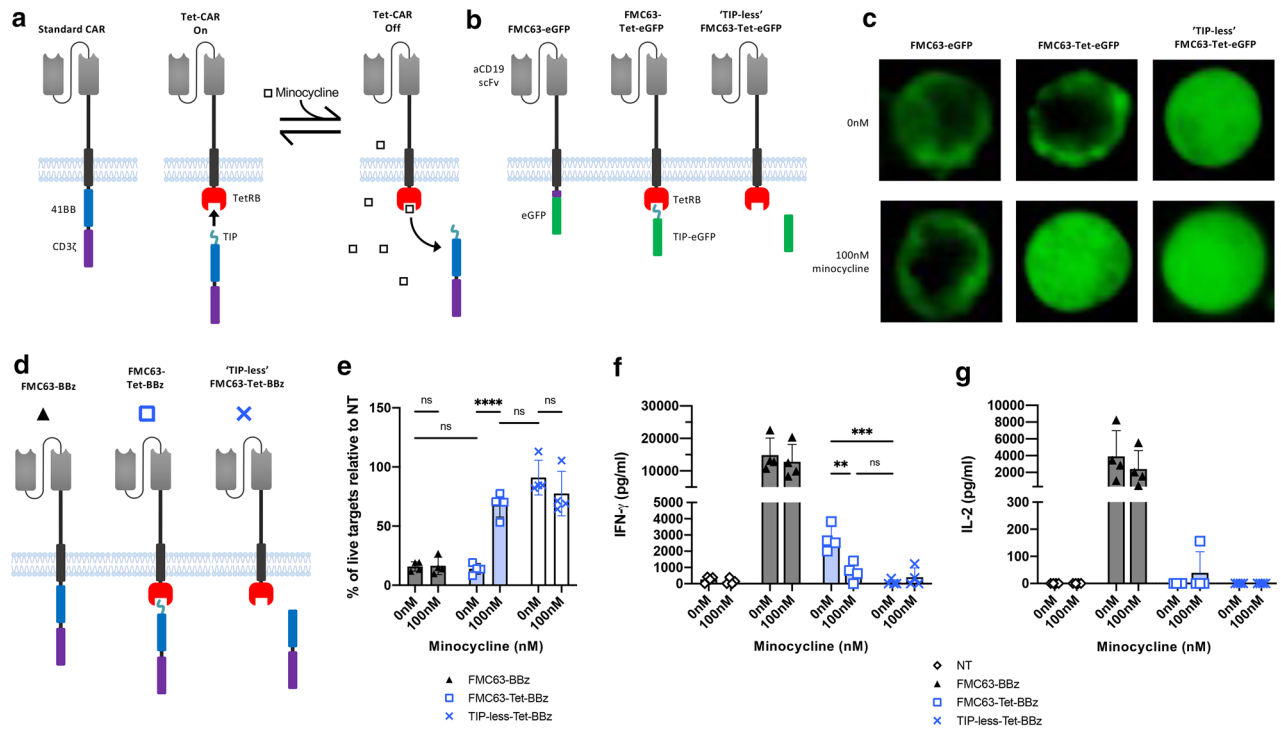 a
Standard CAR
Tet-CAR
On
Tet-CAR
Off
Minocycline
41BB
CD3ζ
TetRB
TIP
b
FMC63-eGFP
FMC63-
Tet-eGFP
'TIP-less'
FMC63-Tet-eGFP
aCD19
scFv
eGFP
TetRB
TIP-eGFP
c
FMC63-eGFP
FMC63-Tet-eGFP
'TIP-less'
FMC63-Tet-eGFP
0nM
100nM
minocycline
d
FMC63-BBz
FMC63-
Tet-BBz
'TIP-less'
FMC63-Tet-BBz
e
% of live targets relative to NT
150
100
50
0
ns
ns
****
ns
ns
0nM
100nM
0nM
100nM
0nM
100nM
Minocycline (nM)
FMC63-BBz
FMC63-Tet-BBz
TIP-less-Tet-BBz
f
IFN-γ (pg/ml)
30000
25000
20000
15000
10000
5000
4000
3000
2000
1000
0
***
**
ns
0nM
100nM
0nM
100nM
0nM
100nM
0nM
100nM
Minocycline (nM)
g
IL-2 (pg/ml)
10000
8000
6000
4000
2000
300
200
100
0
0nM
100nM
0nM
100nM
0nM
100nM
0nM
100nM
Minocycline (nM)
NT
FMC63-BBz
FMC63-Tet-BBz
TIP-less-Tet-BBz